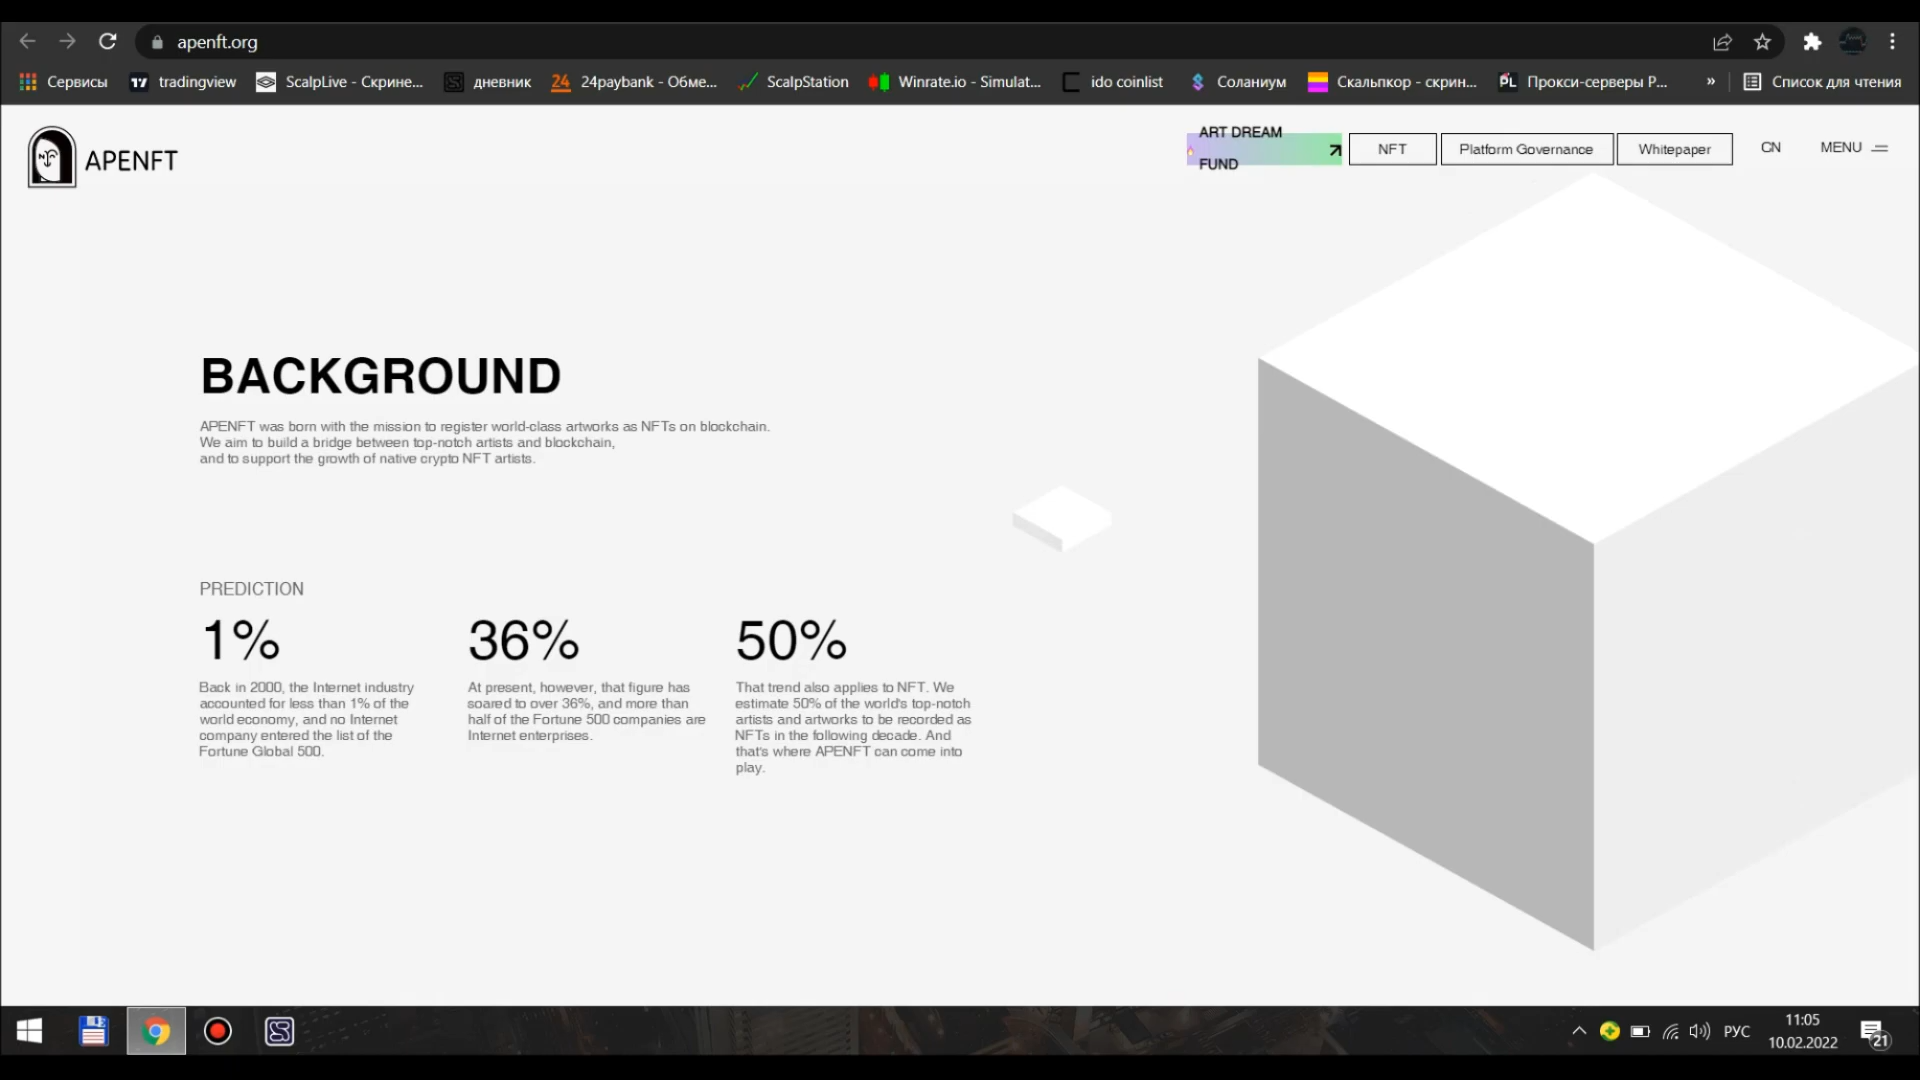 apenft.org
Сервисы
tradingview
ScalpLive - Скрине...
дневник
24
24paybank - Обме...
ScalpStation
Winrate.io - Simulat...
ido coinlist
Соланиум
Скальпкор - скрин...
PL
Прокси-серверы Р...
»
Список для чтения
APENFT
ART DREAM
FUND
NFT
Platform Governance
Whitepaper
CN
MENU
BACKGROUND
APENFT was born with the mission to register world-class artworks as NFTs on blockchain.
We aim to build a bridge between top-notch artists and blockchain,
and to support the growth of native crypto NFT artists.
PREDICTION
1%
Back in 2000, the Internet industry
accounted for less than 1% of the
world economy, and no Internet
company entered the list of the
Fortune Global 500.
36%
At present, however, that figure has
soared to over 36%, and more than
half of the Fortune 500 companies are
Internet enterprises.
50%
That trend also applies to NFT. We
estimate 50% of the world's top-notch
artists and artworks to be recorded as
NFTs in the following decade. And
that's where APENFT can come into
play.
РУС
11:05
10.02.2022
21